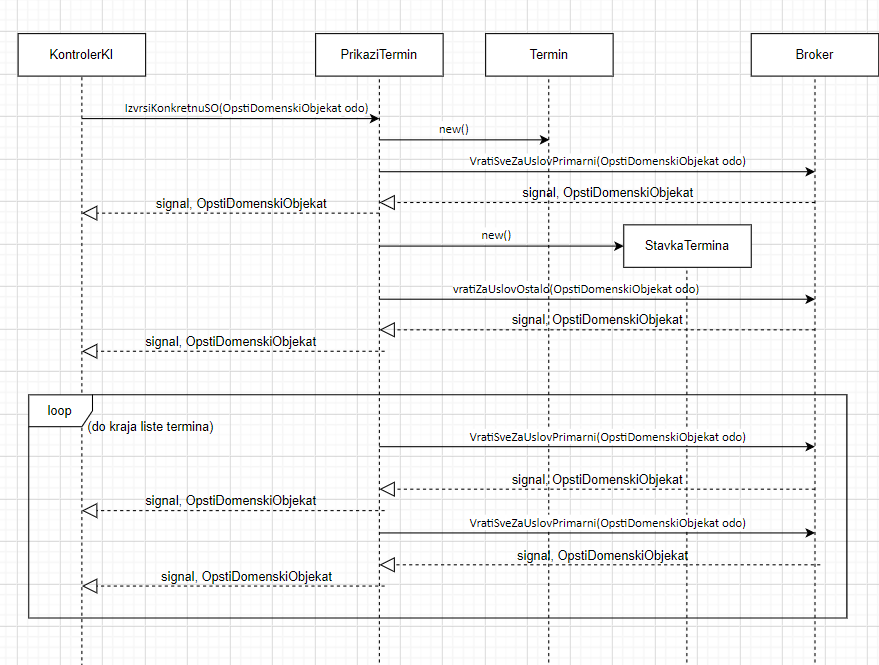 KontrolerKI
PrikaziTermin
Termin
Broker
IzvrsiKonkretnuSO(OpstiDomenskiObjekat odo)
new()
VratiSveZaUslovPrimarni(OpstiDomenskiObjekat odo)
signal, OpstiDomenskiObjekat
signal, OpstiDomenskiObjekat
new()
StavkaTermina
vratiZaUslovOstalo(OpstiDomenskiObjekat odo)
signal, OpstiDomenskiObjekat
signal, OpstiDomenskiObjekat
loop
(do kraja liste termina)
VratiSveZaUslovPrimarni(OpstiDomenskiObjekat odo)
signal, OpstiDomenskiObjekat
signal, OpstiDomenskiObjekat
VratiSveZaUslovPrimarni(OpstiDomenskiObjekat odo)
signal, OpstiDomenskiObjekat
signal, OpstiDomenskiObjekat